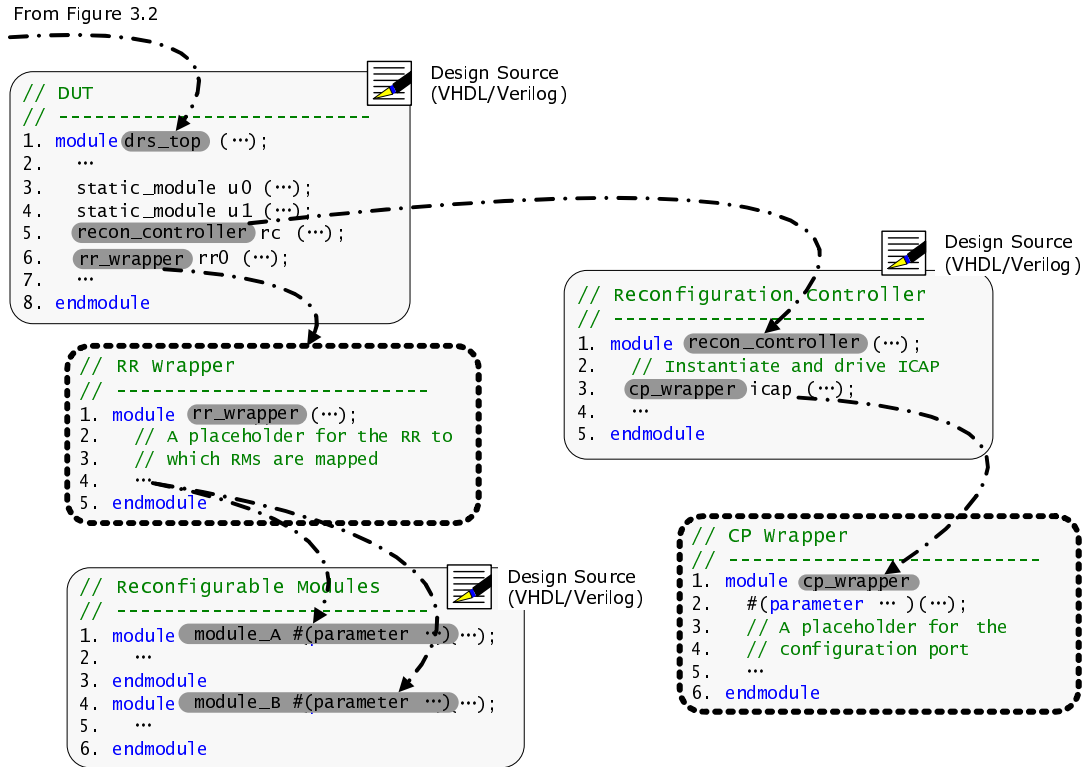 From Figure 3.2
Design Source
(VHDL/Verilog)
// DUT
// ---------------------------
1. module drs_top (…);
2.   …
3.   static_module u0 (…);
4.   static_module u1 (…);
5.   recon_controller rc (…);
6.   rr_wrapper rr0 (…);
7.   …
8. endmodule
Design Source
(VHDL/Verilog)
// Reconfiguration Controller
// ---------------------------
1. module recon_controller (…);
2.   // Instantiate and drive ICAP
3.   cp_wrapper icap (…);
4.   …
5. endmodule
// RR Wrapper
// ---------------------------
1. module rr_wrapper (…);
2.   // A placeholder for the RR to
3.   // which RMs are mapped
4.   …
5. endmodule
// CP Wrapper
// ---------------------------
1. module cp_wrapper
2.   #(parameter … )(…);
3.   // A placeholder for the
4.   // configuration port
5.   …
6. endmodule
Design Source
(VHDL/Verilog)
// Reconfigurable Modules
// ---------------------------
1. module module_A #(parameter …)(…);
2.   …
3. endmodule
4. module module_B #(parameter …)(…);
5.   …
6. endmodule